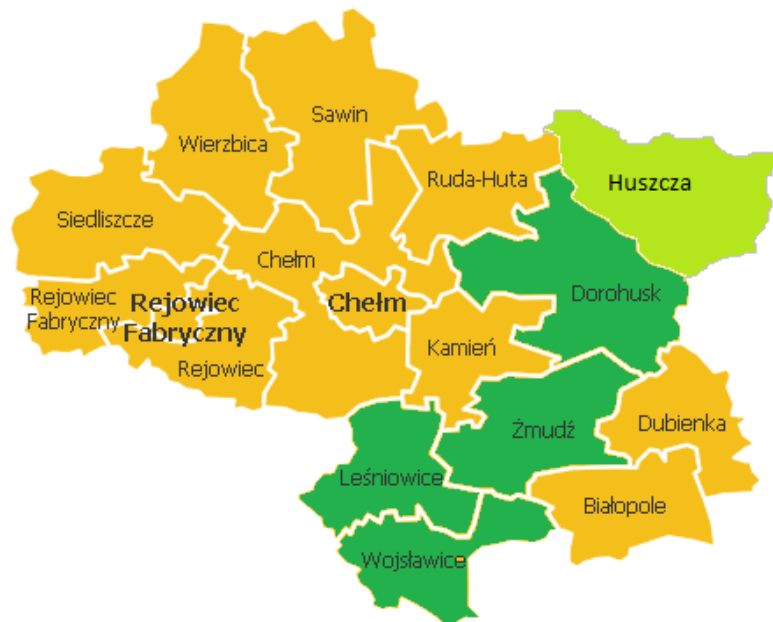 Sawin
Wierzbica
Ruda-Huta
Huszcza
Siedliszcze
Chełm
Rejowiec
Fabryczny
Rejowiec
Fabryczny
Chełm
Dorohusk
Kamień
Rejowiec
Żmudź
Dubienka
Leśniowice
Białopole
Wojsławice